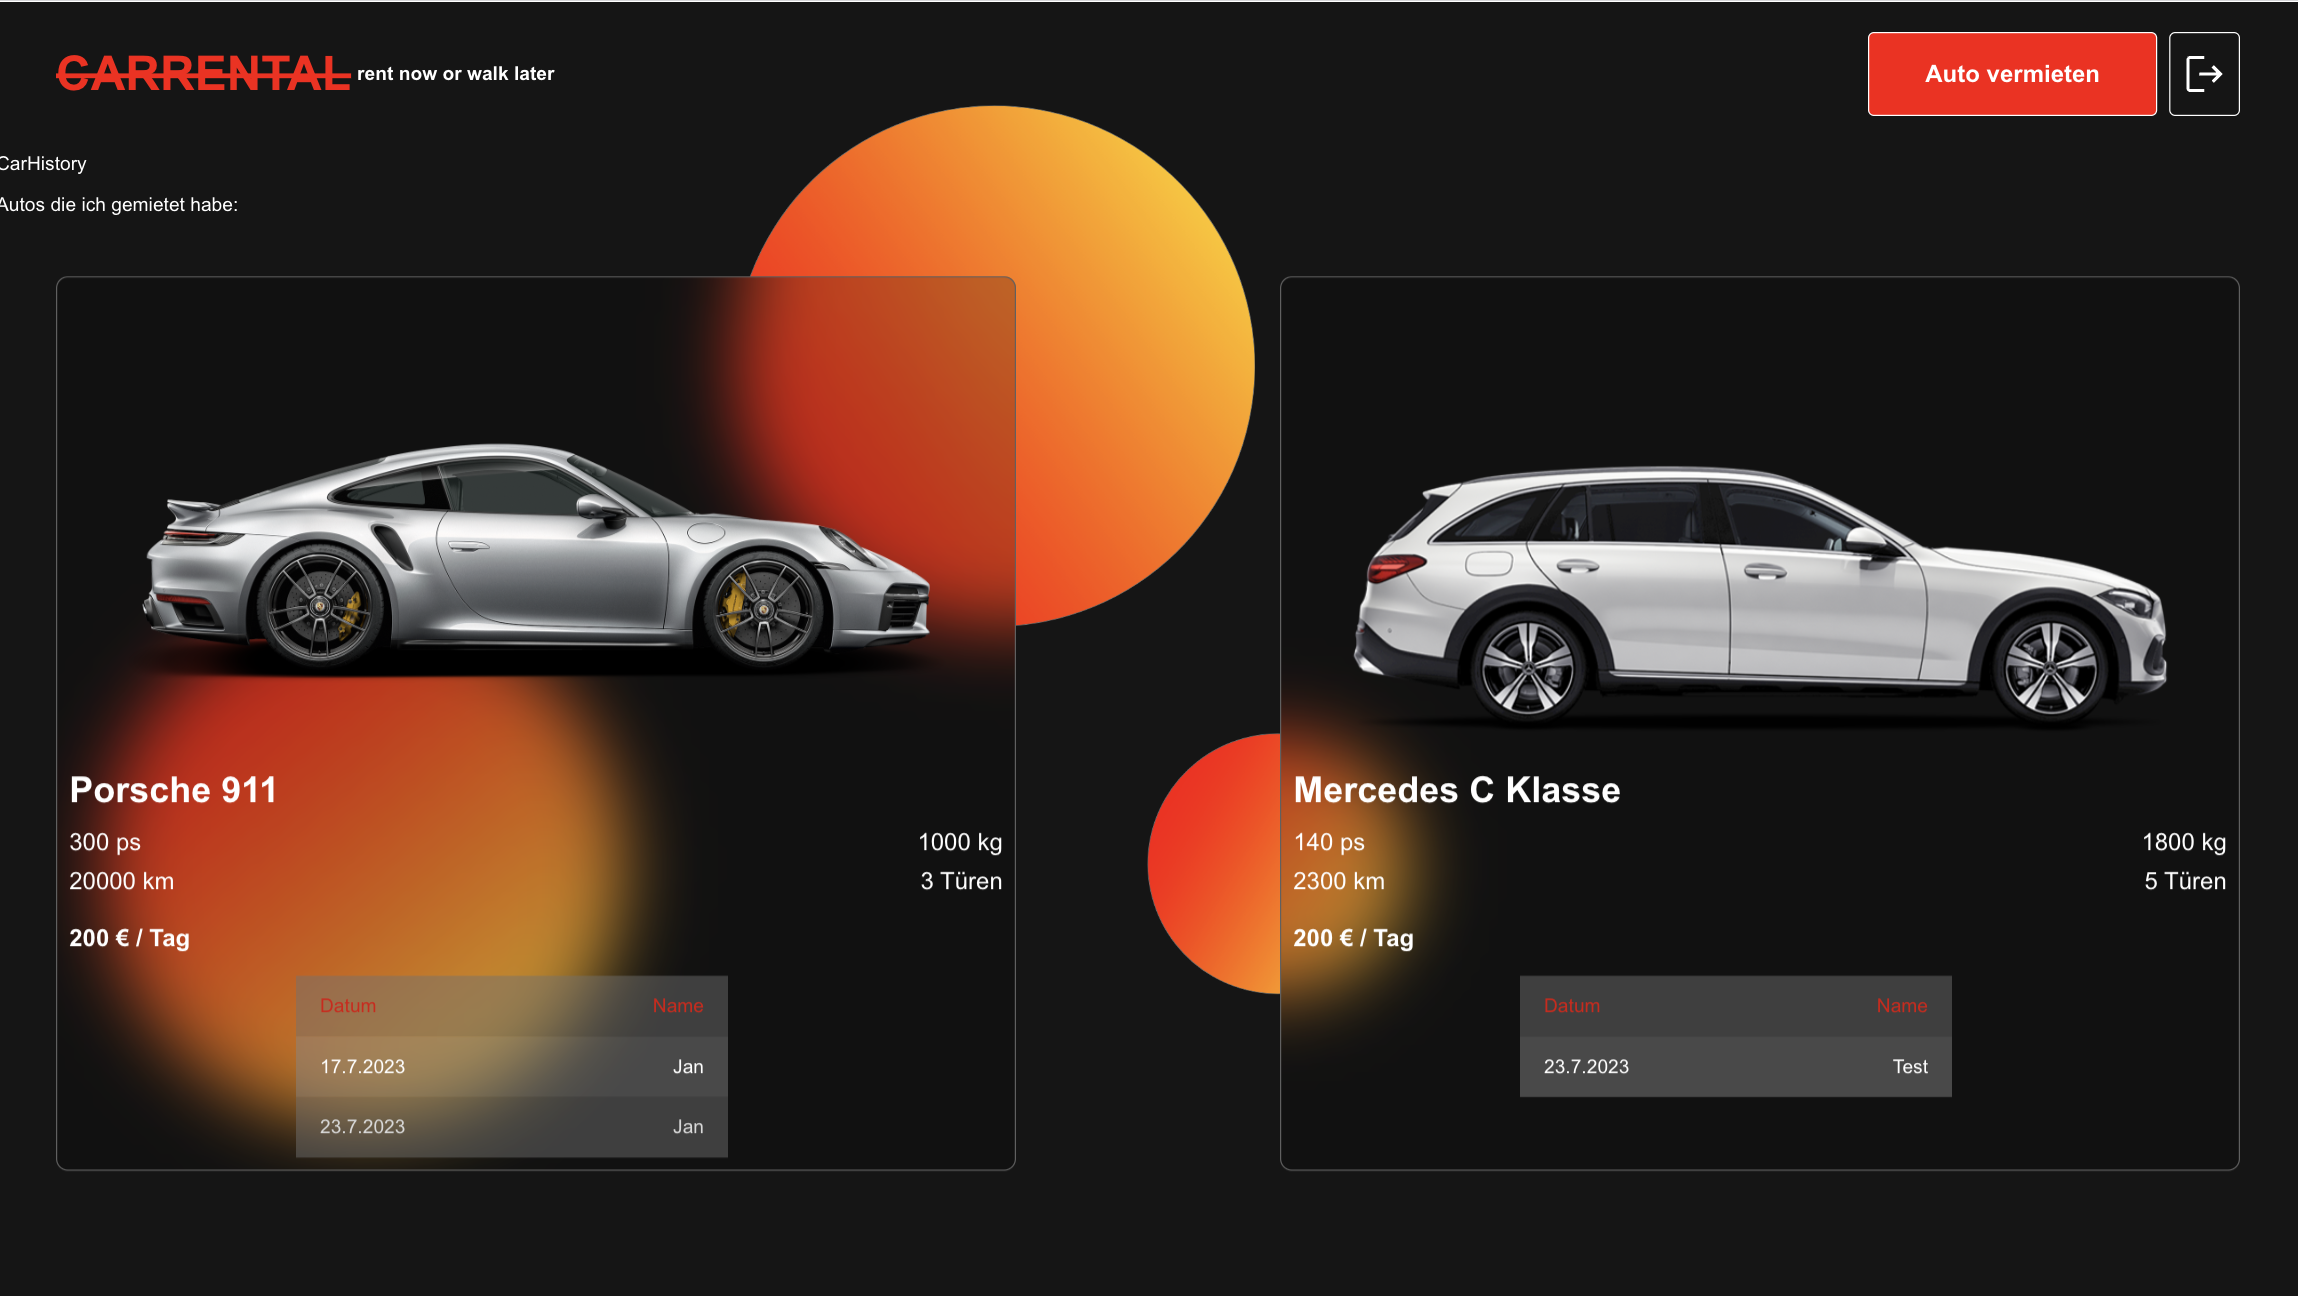 CARRENTAL rent now or walk later
Auto vermieten
CarHistory
Autos die ich gemietet habe:
Porsche 911
300 ps 1000 kg
20000 km 3 Türen
200 € / Tag
Datum Name
17.7.2023 Jan
23.7.2023 Jan
Mercedes C Klasse
140 ps 1800 kg
2300 km 5 Türen
200 € / Tag
Datum Name
23.7.2023 Test